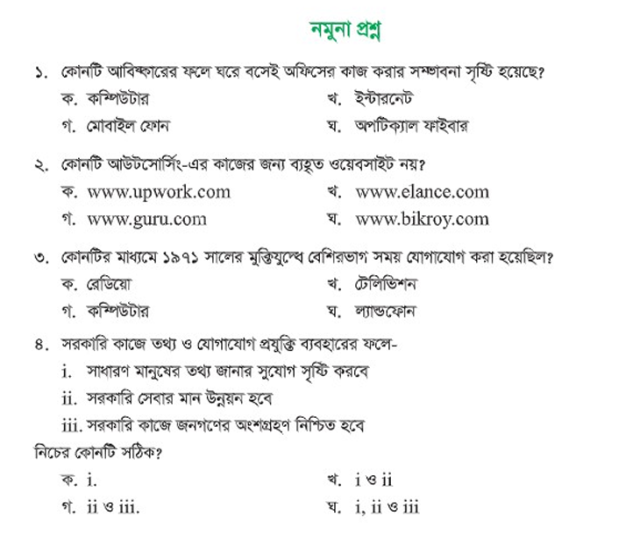 নমুনা প্রশ্ন
১. কোনটি আবিষ্কারের ফলে ঘরে বসেই অফিসের কাজ করার সম্ভাবনা সৃষ্টি হয়েছে?
ক. কম্পিউটার খ. ইন্টারনেট
গ. মোবাইল ফোন ঘ. অপটিক্যাল ফাইবার
২. কোনটি আউটসোর্সিং-এর কাজের জন্য ব্যহৃত ওয়েবসাইট নয়?
ক. www.upwork.com খ. www.elance.com
গ. www.guru.com ঘ. www.bikroy.com
৩. কোনটির মাধ্যমে ১৯৭১ সালের মুক্তিযুদ্ধে বেশিরভাগ সময় যোগাযোগ করা হয়েছিল?
ক. রেডিয়ো খ. টেলিভিশন
গ. কম্পিউটার ঘ. ল্যান্ডফোন
৪. সরকারি কাজে তথ্য ও যোগাযোগ প্রযুক্তি ব্যবহারের ফলে-
i. সাধারণ মানুষের তথ্য জানার সুযোগ সৃষ্টি করবে
ii. সরকারি সেবার মান উন্নয়ন হবে
iii. সরকারি কাজে জনগণের অংশগ্রহণ নিশ্চিত হবে
নিচের কোনটি সঠিক?
ক. i. খ. i ও ii
গ. ii ও iii. ঘ. i, ii ও iii